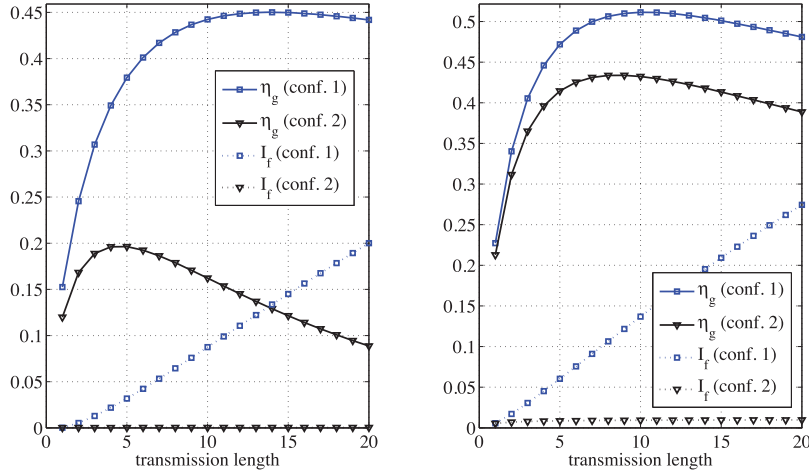 0.45
0.4
0.35
0.3
0.25
0.2
0.15
0.1
0.05
0
0 5 10 15 20
transmission length
η_g (conf. 1)
η_g (conf. 2)
I_f (conf. 1)
I_f (conf. 2)
0.5
0.45
0.4
0.35
0.3
0.25
0.2
0.15
0.1
0.05
0
0 5 10 15 20
transmission length
η_g (conf. 1)
η_g (conf. 2)
I_f (conf. 1)
I_f (conf. 2)